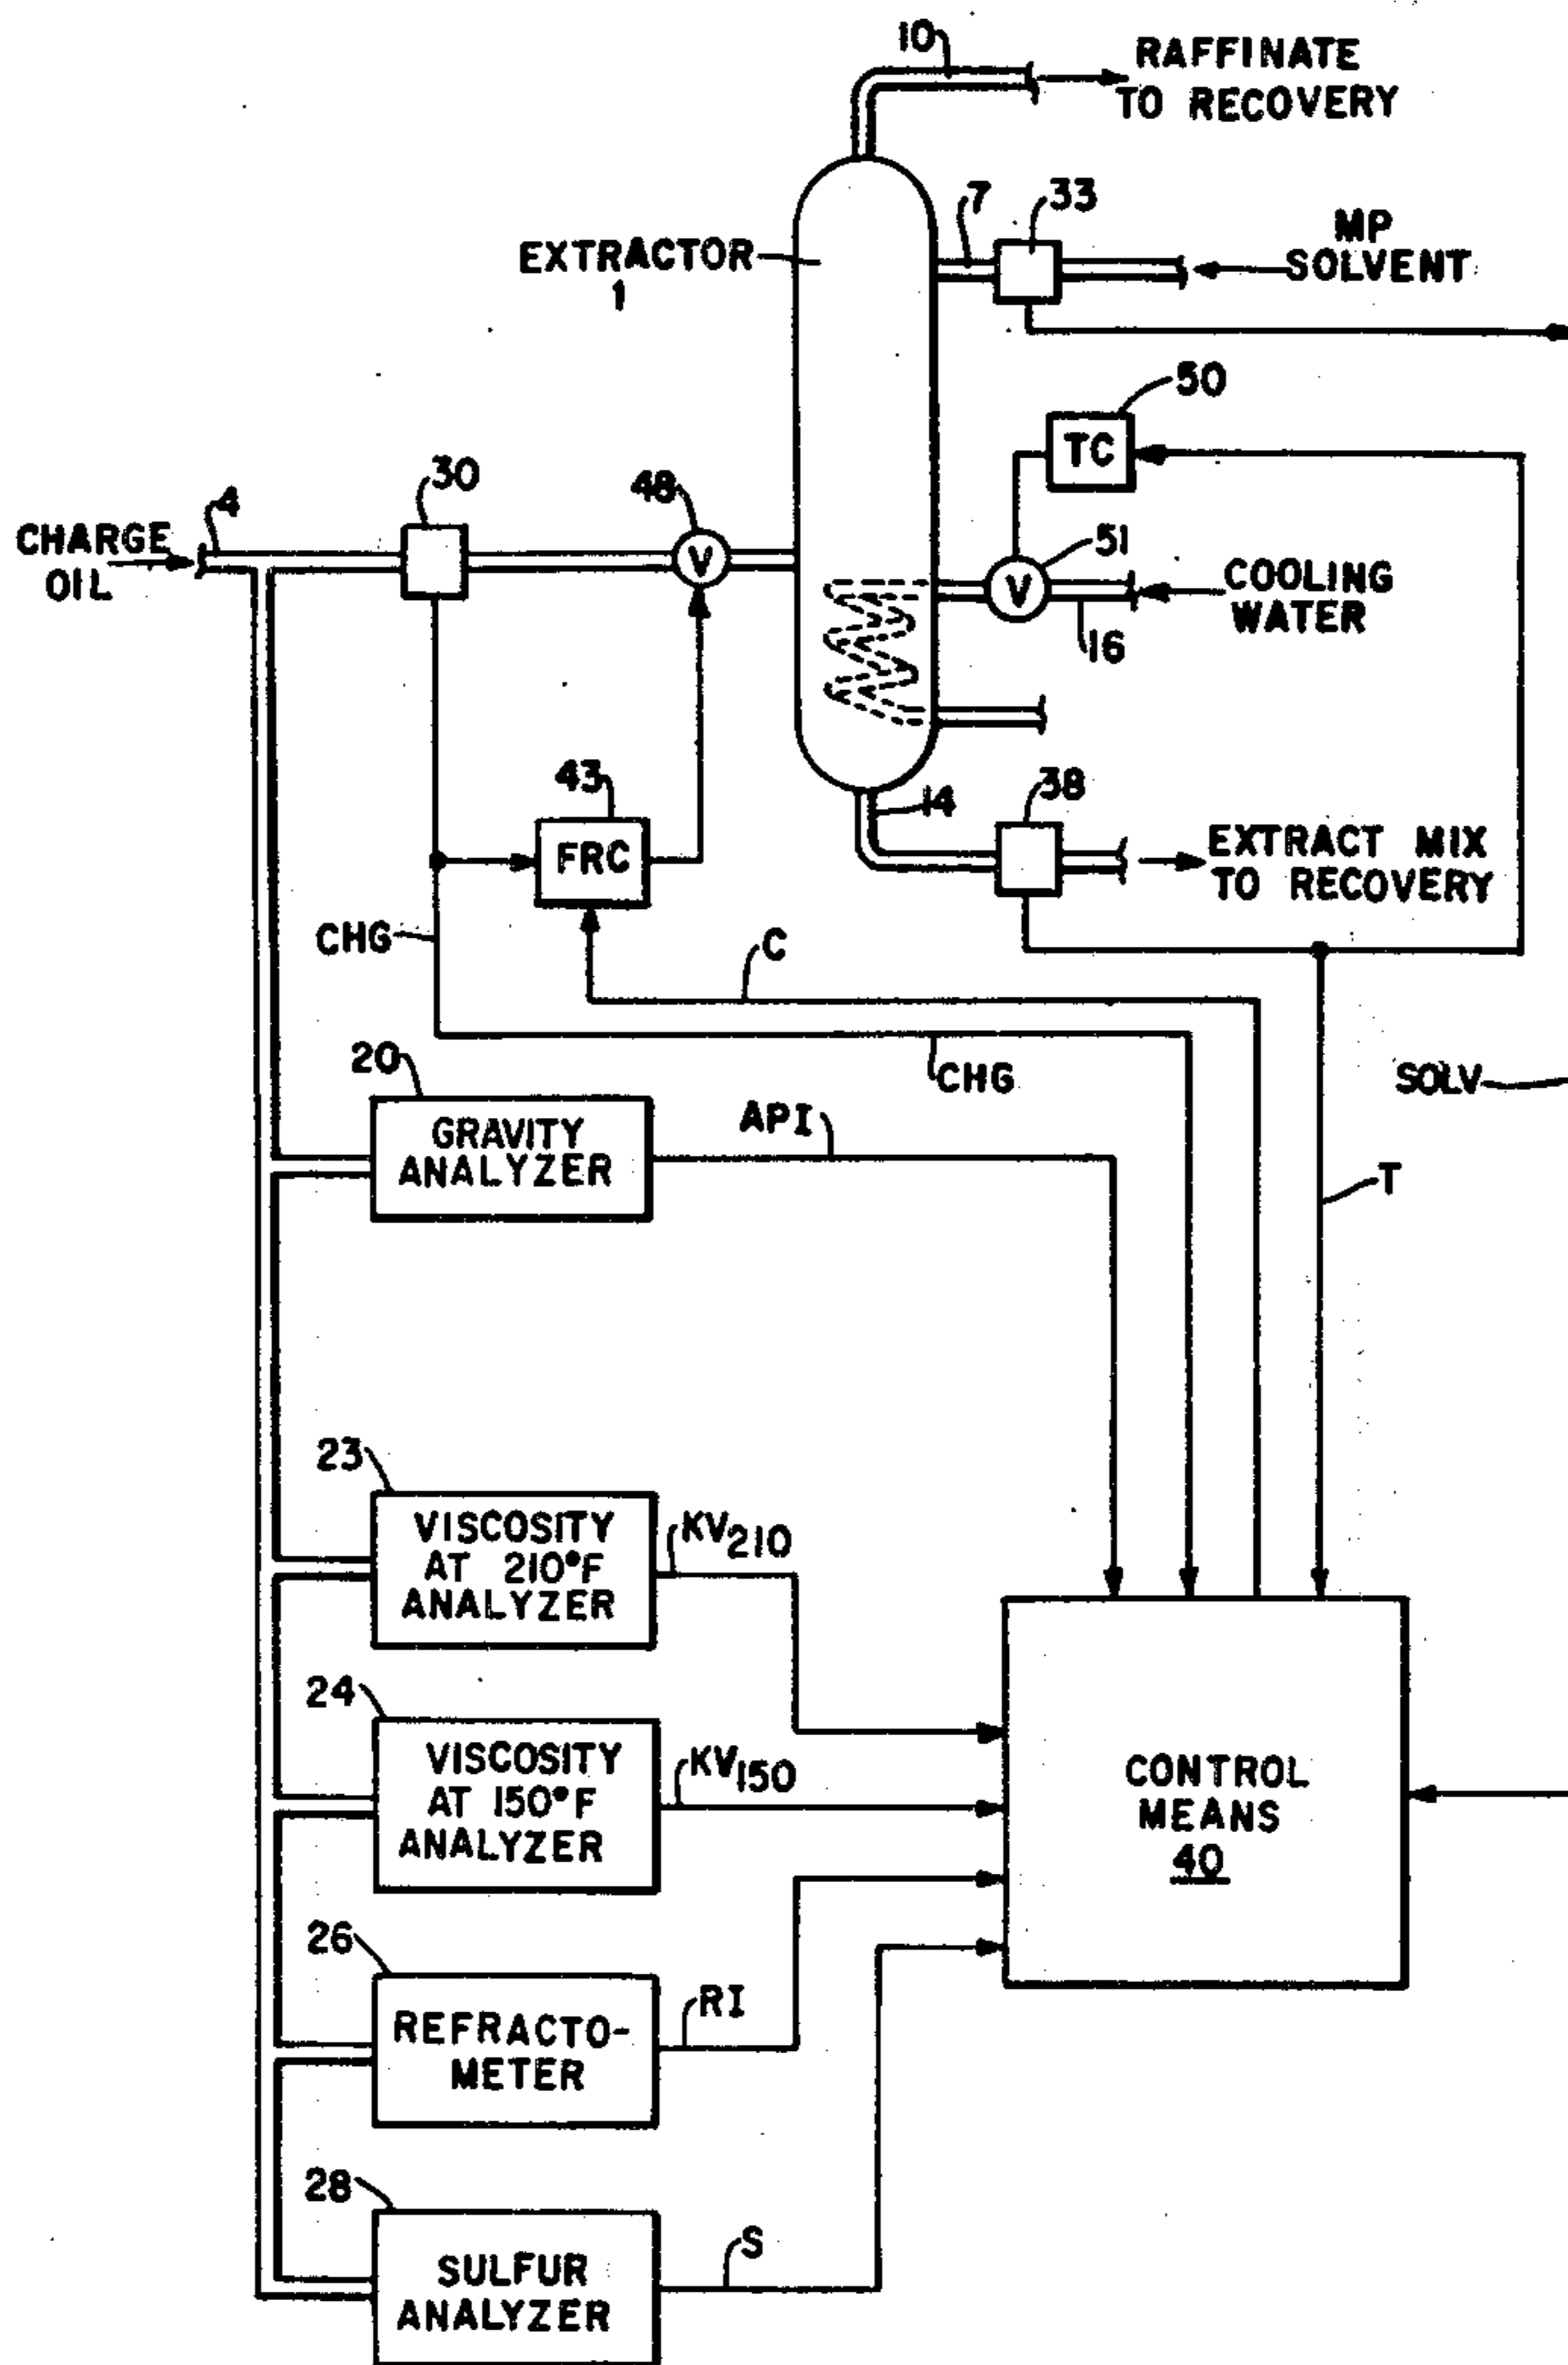 10
RAFFINATE
TO RECOVERY
7
33
MP
SOLVENT
EXTRACTOR
1
50
TC
30
48
4
CHARGE
OIL
V
51
V
COOLING
WATER
16
43
FRC
14
38
EXTRACT MIX
TO RECOVERY
CHG
C
20
CHG
SOLV
GRAVITY
ANALYZER
API
T
23
VISCOSITY
AT 210°F
ANALYZER
KV210
24
VISCOSITY
AT 150°F
ANALYZER
KV150
CONTROL
MEANS
40
26
REFRACTO-
METER
RI
28
SULFUR
ANALYZER
S